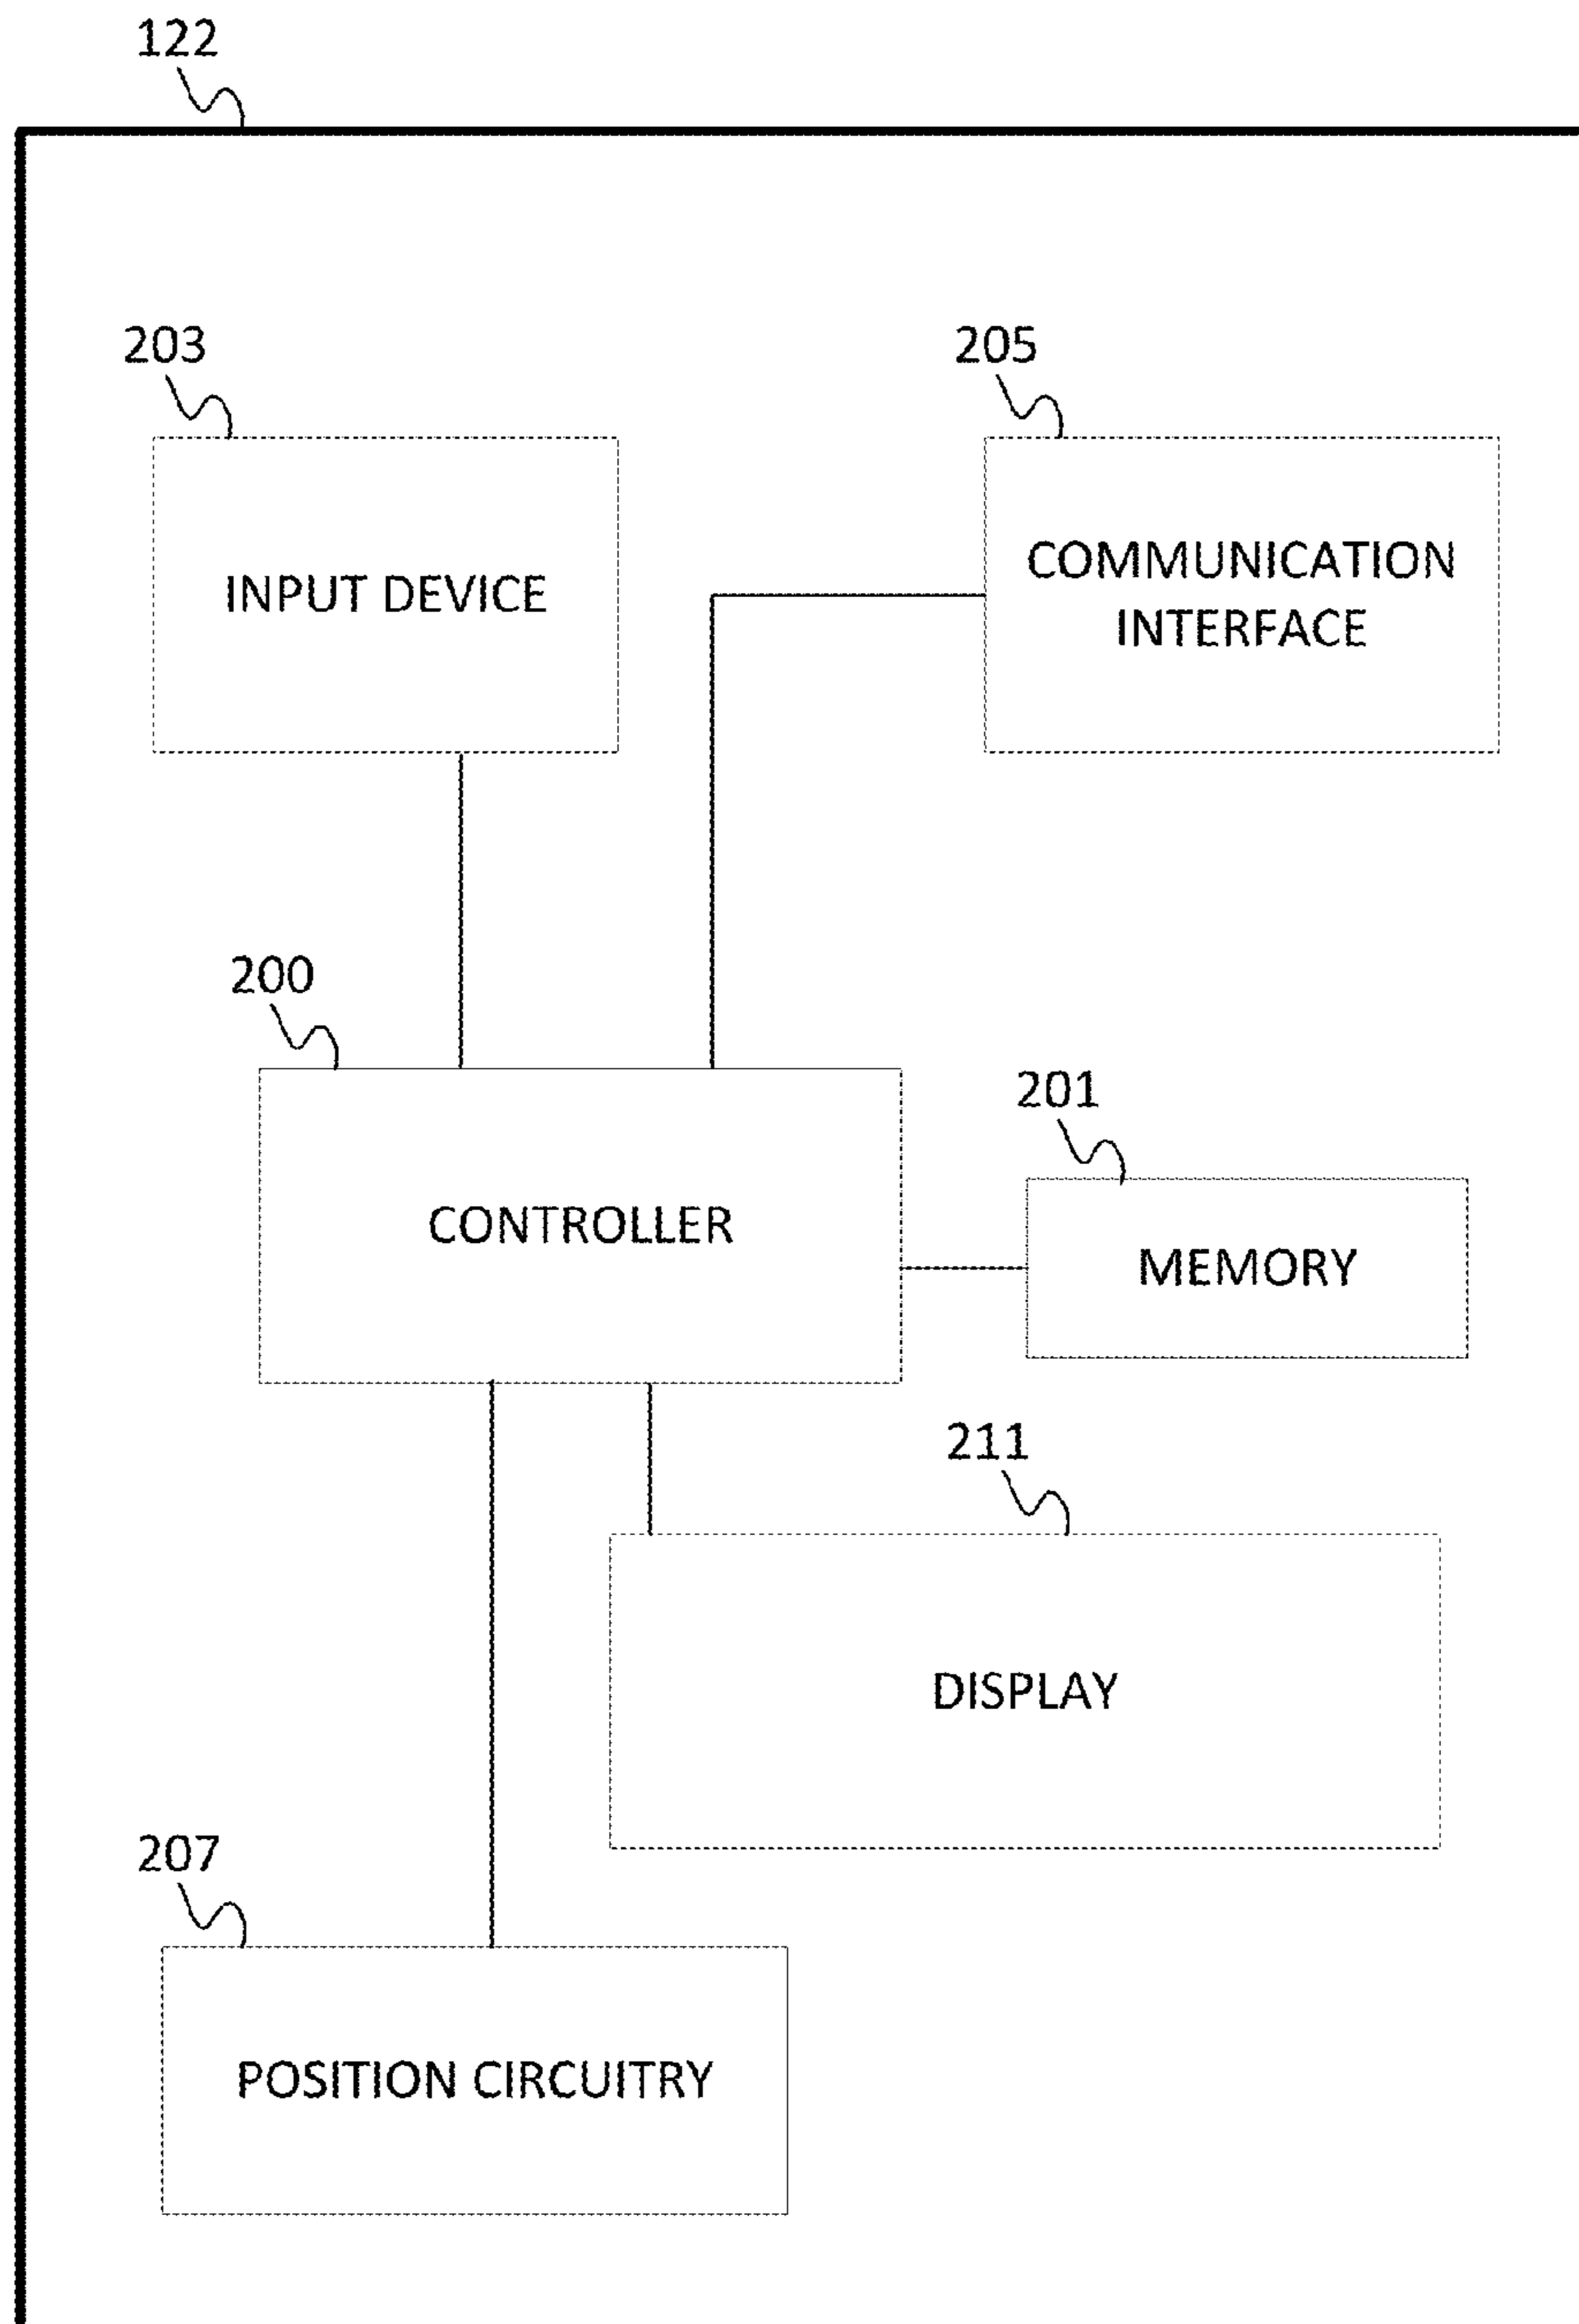 122
203
205
INPUT DEVICE
COMMUNICATION
INTERFACE
200
201
CONTROLLER
MEMORY
211
DISPLAY
207
POSITION CIRCUITRY